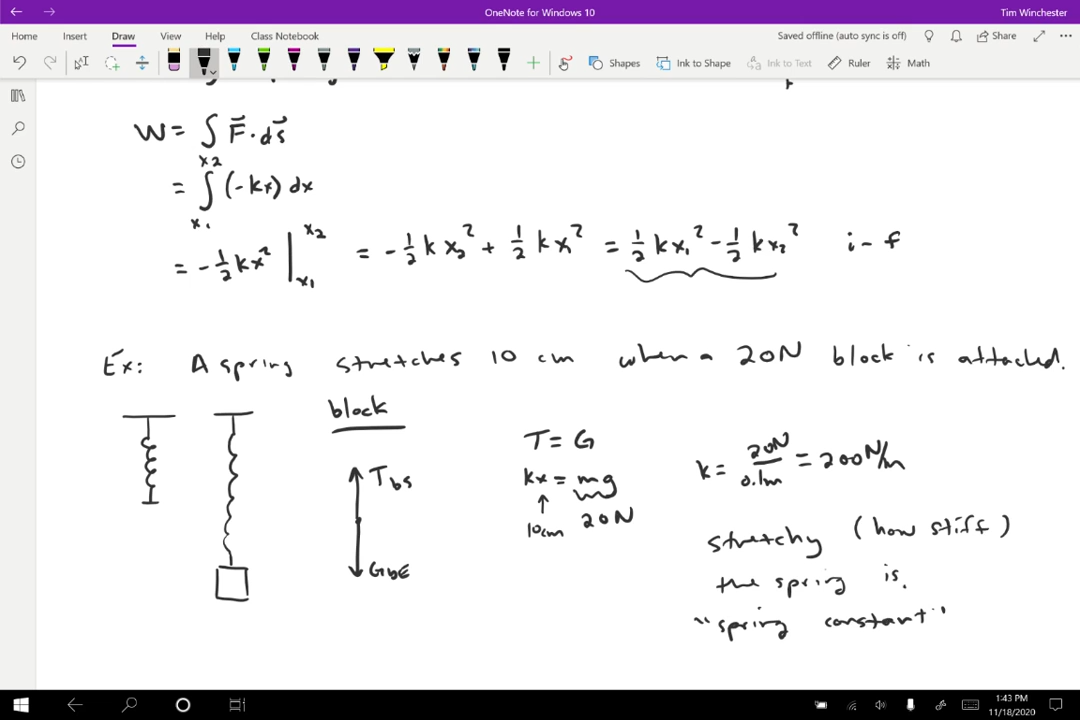 OneNote for Windows 10
Tim Winchester
Home Insert Draw View Help Class Notebook
Saved offline (auto sync is off) Share
Shapes Ink to Shape Ink to Text Ruler Math
W = ∫ F⃗ · ds⃗
= ∫_{x₁}^{x₂} (-kx) dx
= -½kx² |_{x₁}^{x₂} = -½kx₂² + ½kx₁² = ½kx₁² - ½kx₂² i - f
Ex: A spring stretches 10 cm when a 20N block is attached.
block
T = G
T_bs
kx = mg
↑
10cm 20N
G_bE
k = 20N/0.1m = 200N/m
stretchy (how stiff)
the spring is.
"spring constant"
1:43 PM
11/18/2020